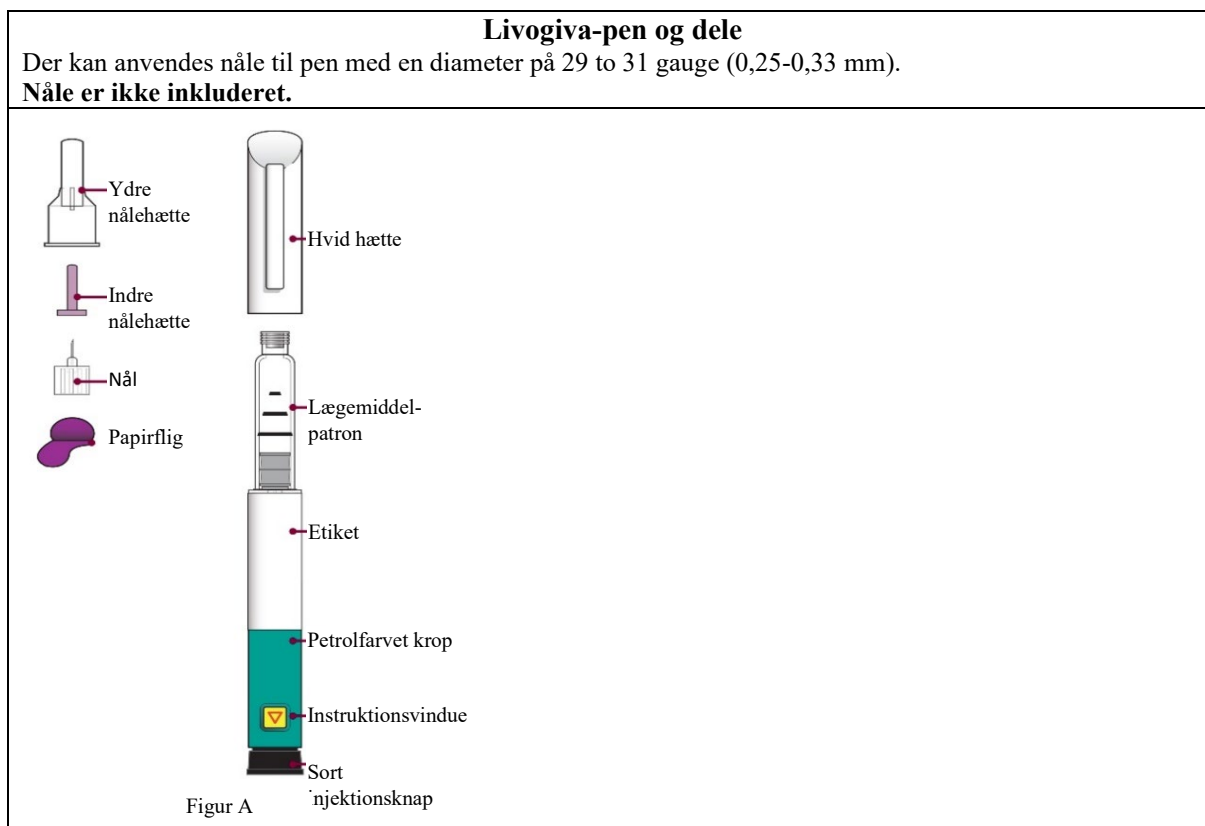 Livogiva-pen og dele
Der kan anvendes nåle til pen med en diameter på 29 to 31 gauge (0,25-0,33 mm).
Nåle er ikke inkluderet.
Ydre
nålehætte
Indre
nålehætte
Nål
Papirflig
Hvid hætte
Lægemiddel-
patron
Etiket
Petrolfarvet krop
Instruktionsvindue
Sort
injektionsknap
Figur A